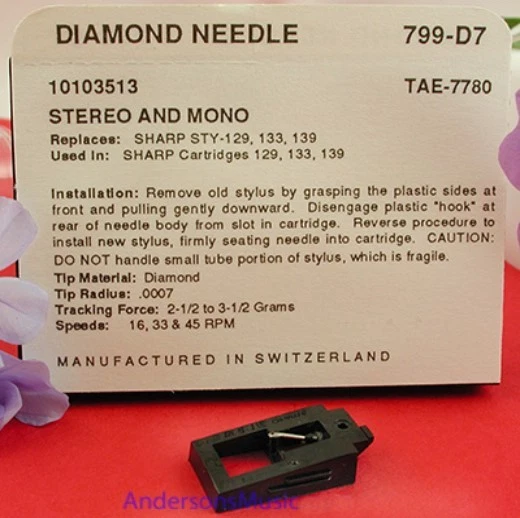 DIAMOND NEEDLE 799-D7
10103513 TAE-7780
STEREO AND MONO
Replaces: SHARP STY-129, 133, 139
Used In: SHARP Cartridges 129, 133, 139
Installation: Remove old stylus by grasping the plastic sides at
front and pulling gently downward. Disengage plastic "hook" at
rear of needle body from slot in cartridge. Reverse procedure to
install new stylus, firmly seating needle into cartridge. CAUTION:
DO NOT handle small tube portion of stylus, which is fragile.
Tip Material: Diamond
Tip Radius: .0007
Tracking Force: 2-1/2 to 3-1/2 Grams
Speeds: 16, 33 & 45 RPM
MANUFACTURED IN SWITZERLAND
AndersonsMusic